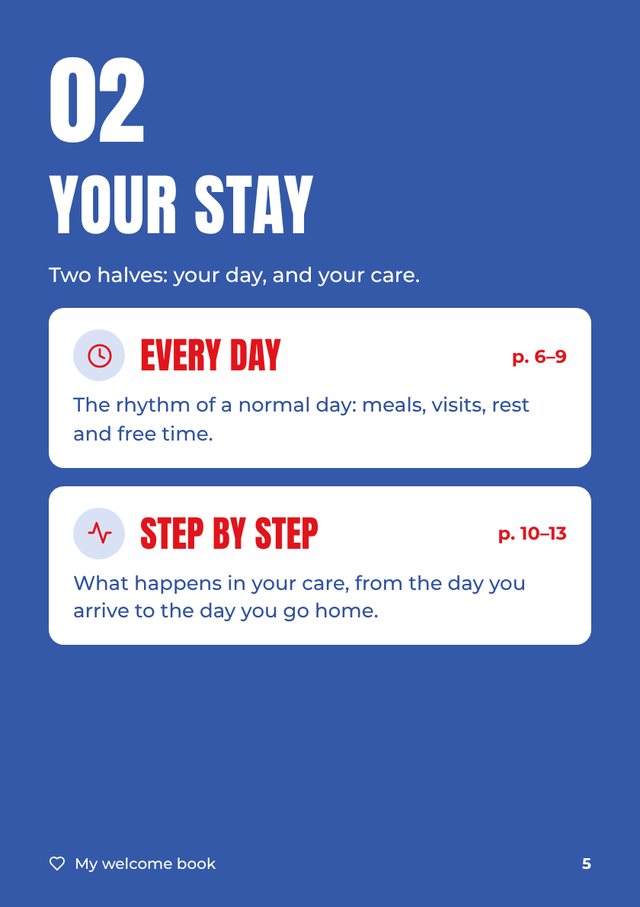 02
YOUR STAY
Two halves: your day, and your care.
EVERY DAY
p. 6–9
The rhythm of a normal day: meals, visits, rest
and free time.
STEP BY STEP
p. 10–13
What happens in your care, from the day you
arrive to the day you go home.
My welcome book
5